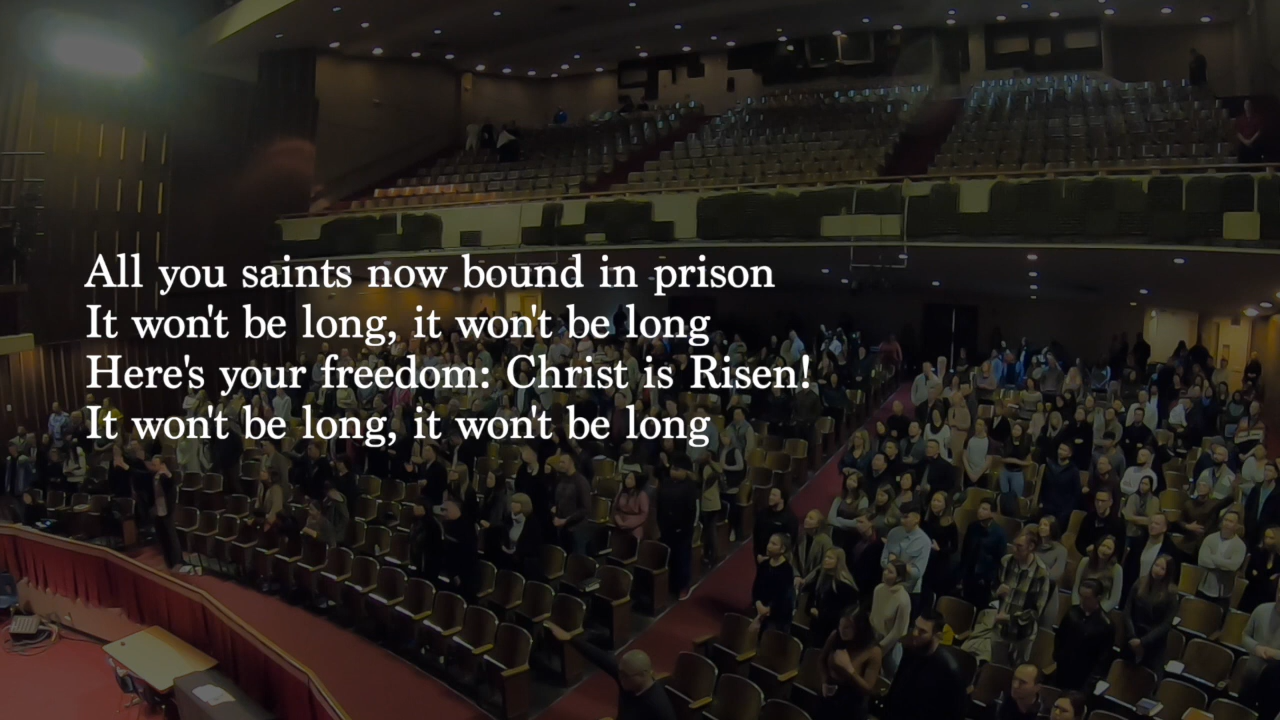 All you saints now bound in prison
It won't be long, it won't be long
Here's your freedom: Christ is Risen!
It won't be long, it won't be long